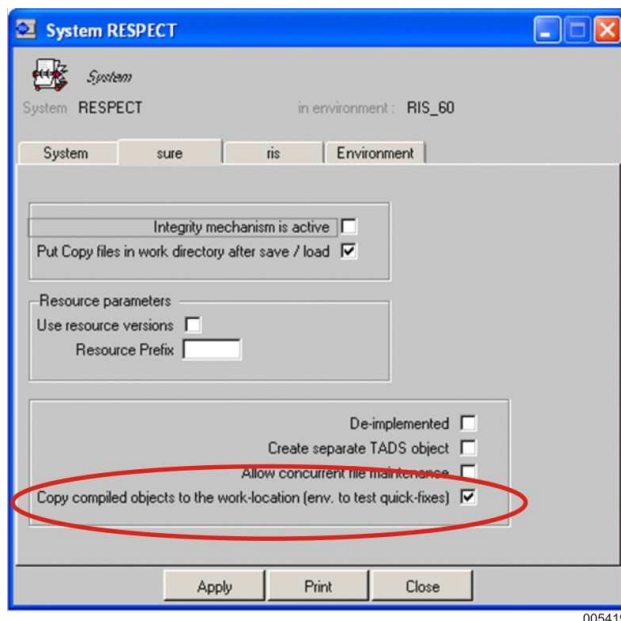 System RESPECT
System
System RESPECT in environment : RIS_60
System sure ris Environment
Integrity mechanism is active
Put Copy files in work directory after save / load
Resource parameters
Use resource versions
Resource Prefix
De-implemented
Create separate TADS object
Allow concurrent file maintenance
Copy compiled objects to the work-location (env. to test quick-fixes)
Apply Print Close
005419